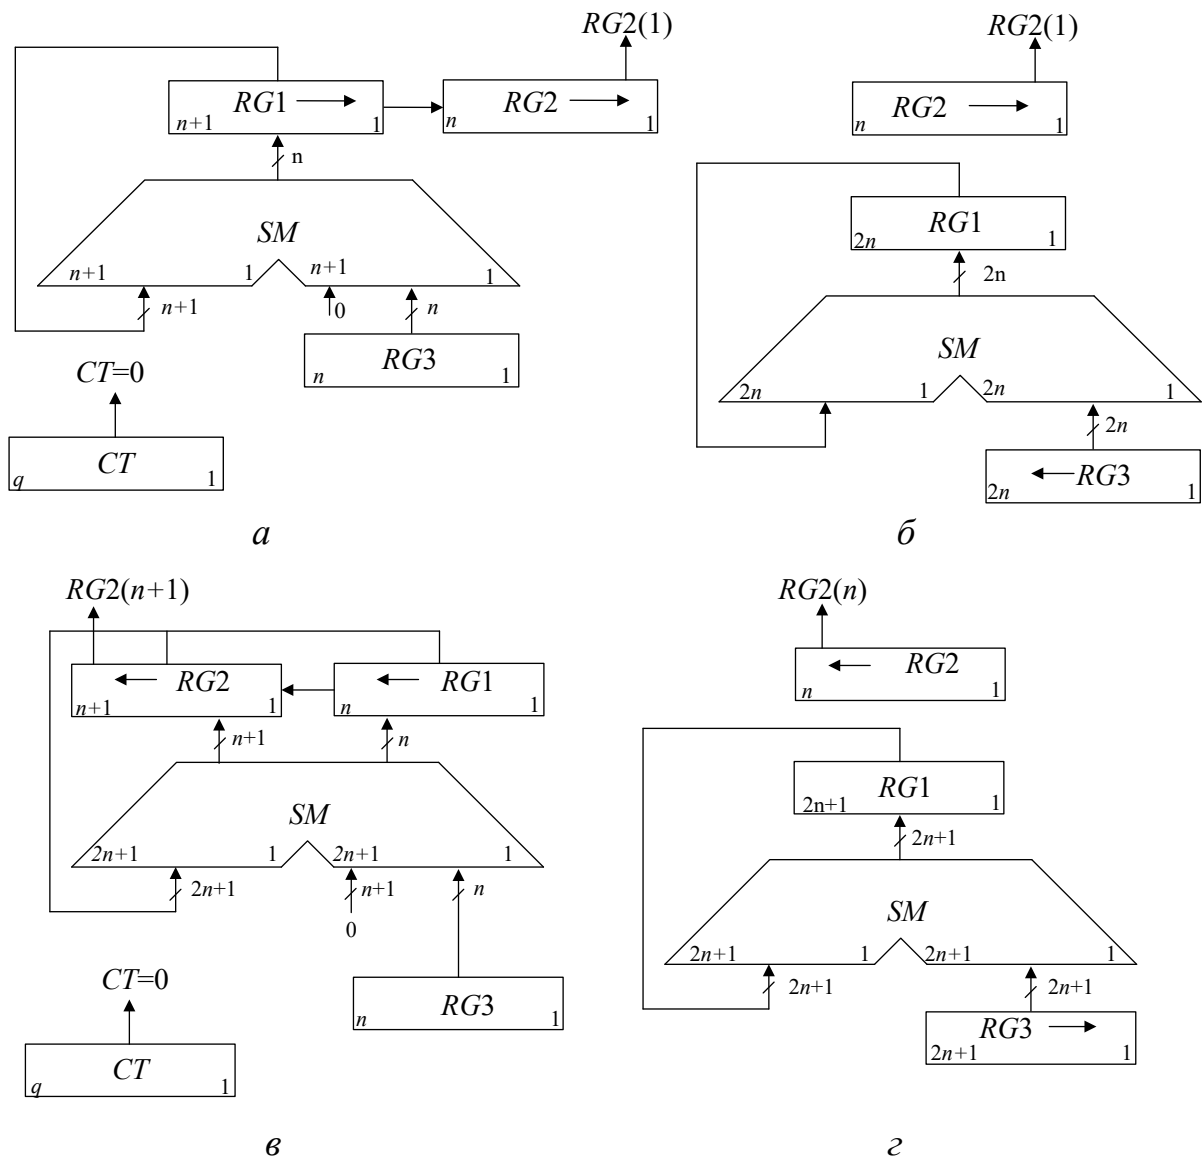 RG2(1)
RG1
RG2
n+1
1
n
1
n
SM
n+1
1
n+1
1
n+1
0
n
RG3
n
1
CT=0
CT
q
1
а
RG2(1)
RG2
n
1
RG1
2n
1
2n
SM
2n
1
2n
1
2n
RG3
2n
1
б
RG2(n+1)
RG2
RG1
n+1
1
n
1
n+1
n
SM
2n+1
1
2n+1
1
2n+1
n+1
n
0
CT=0
RG3
n
1
CT
q
1
в
RG2(n)
RG2
n
1
RG1
2n+1
1
2n+1
SM
2n+1
1
2n+1
1
2n+1
2n+1
RG3
2n+1
1
г